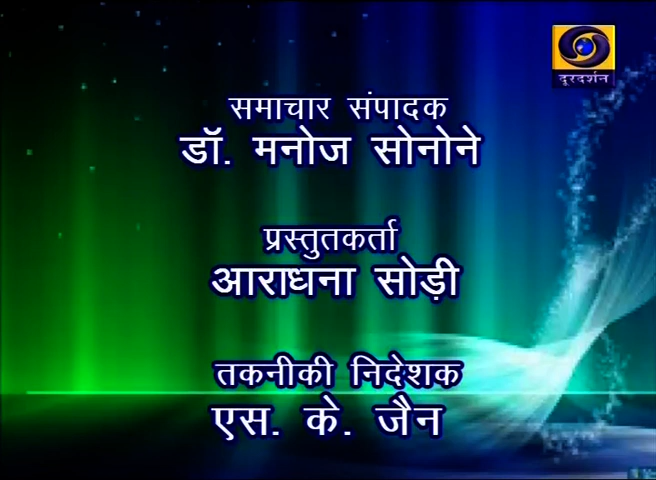 दूरदर्शन
समाचार संपादक
डॉ. मनोज सोनोने
प्रस्तुतकर्ता
आराधना सोड़ी
तकनीकी निदेशक
एस. के. जैन